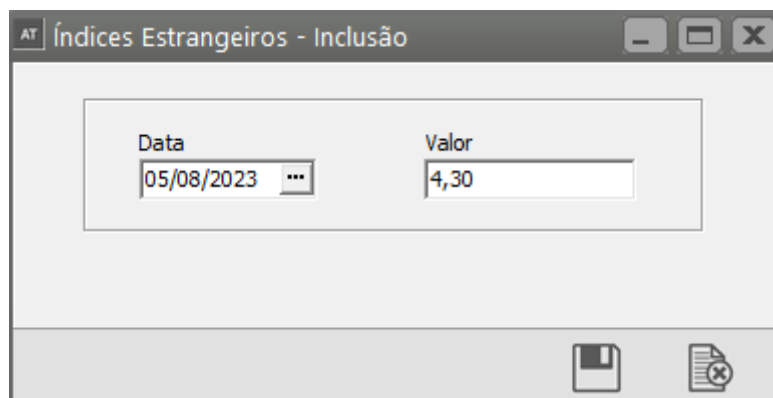 AT Índices Estrangeiros - Inclusão
Data Valor
05/08/2023 ... 4,30